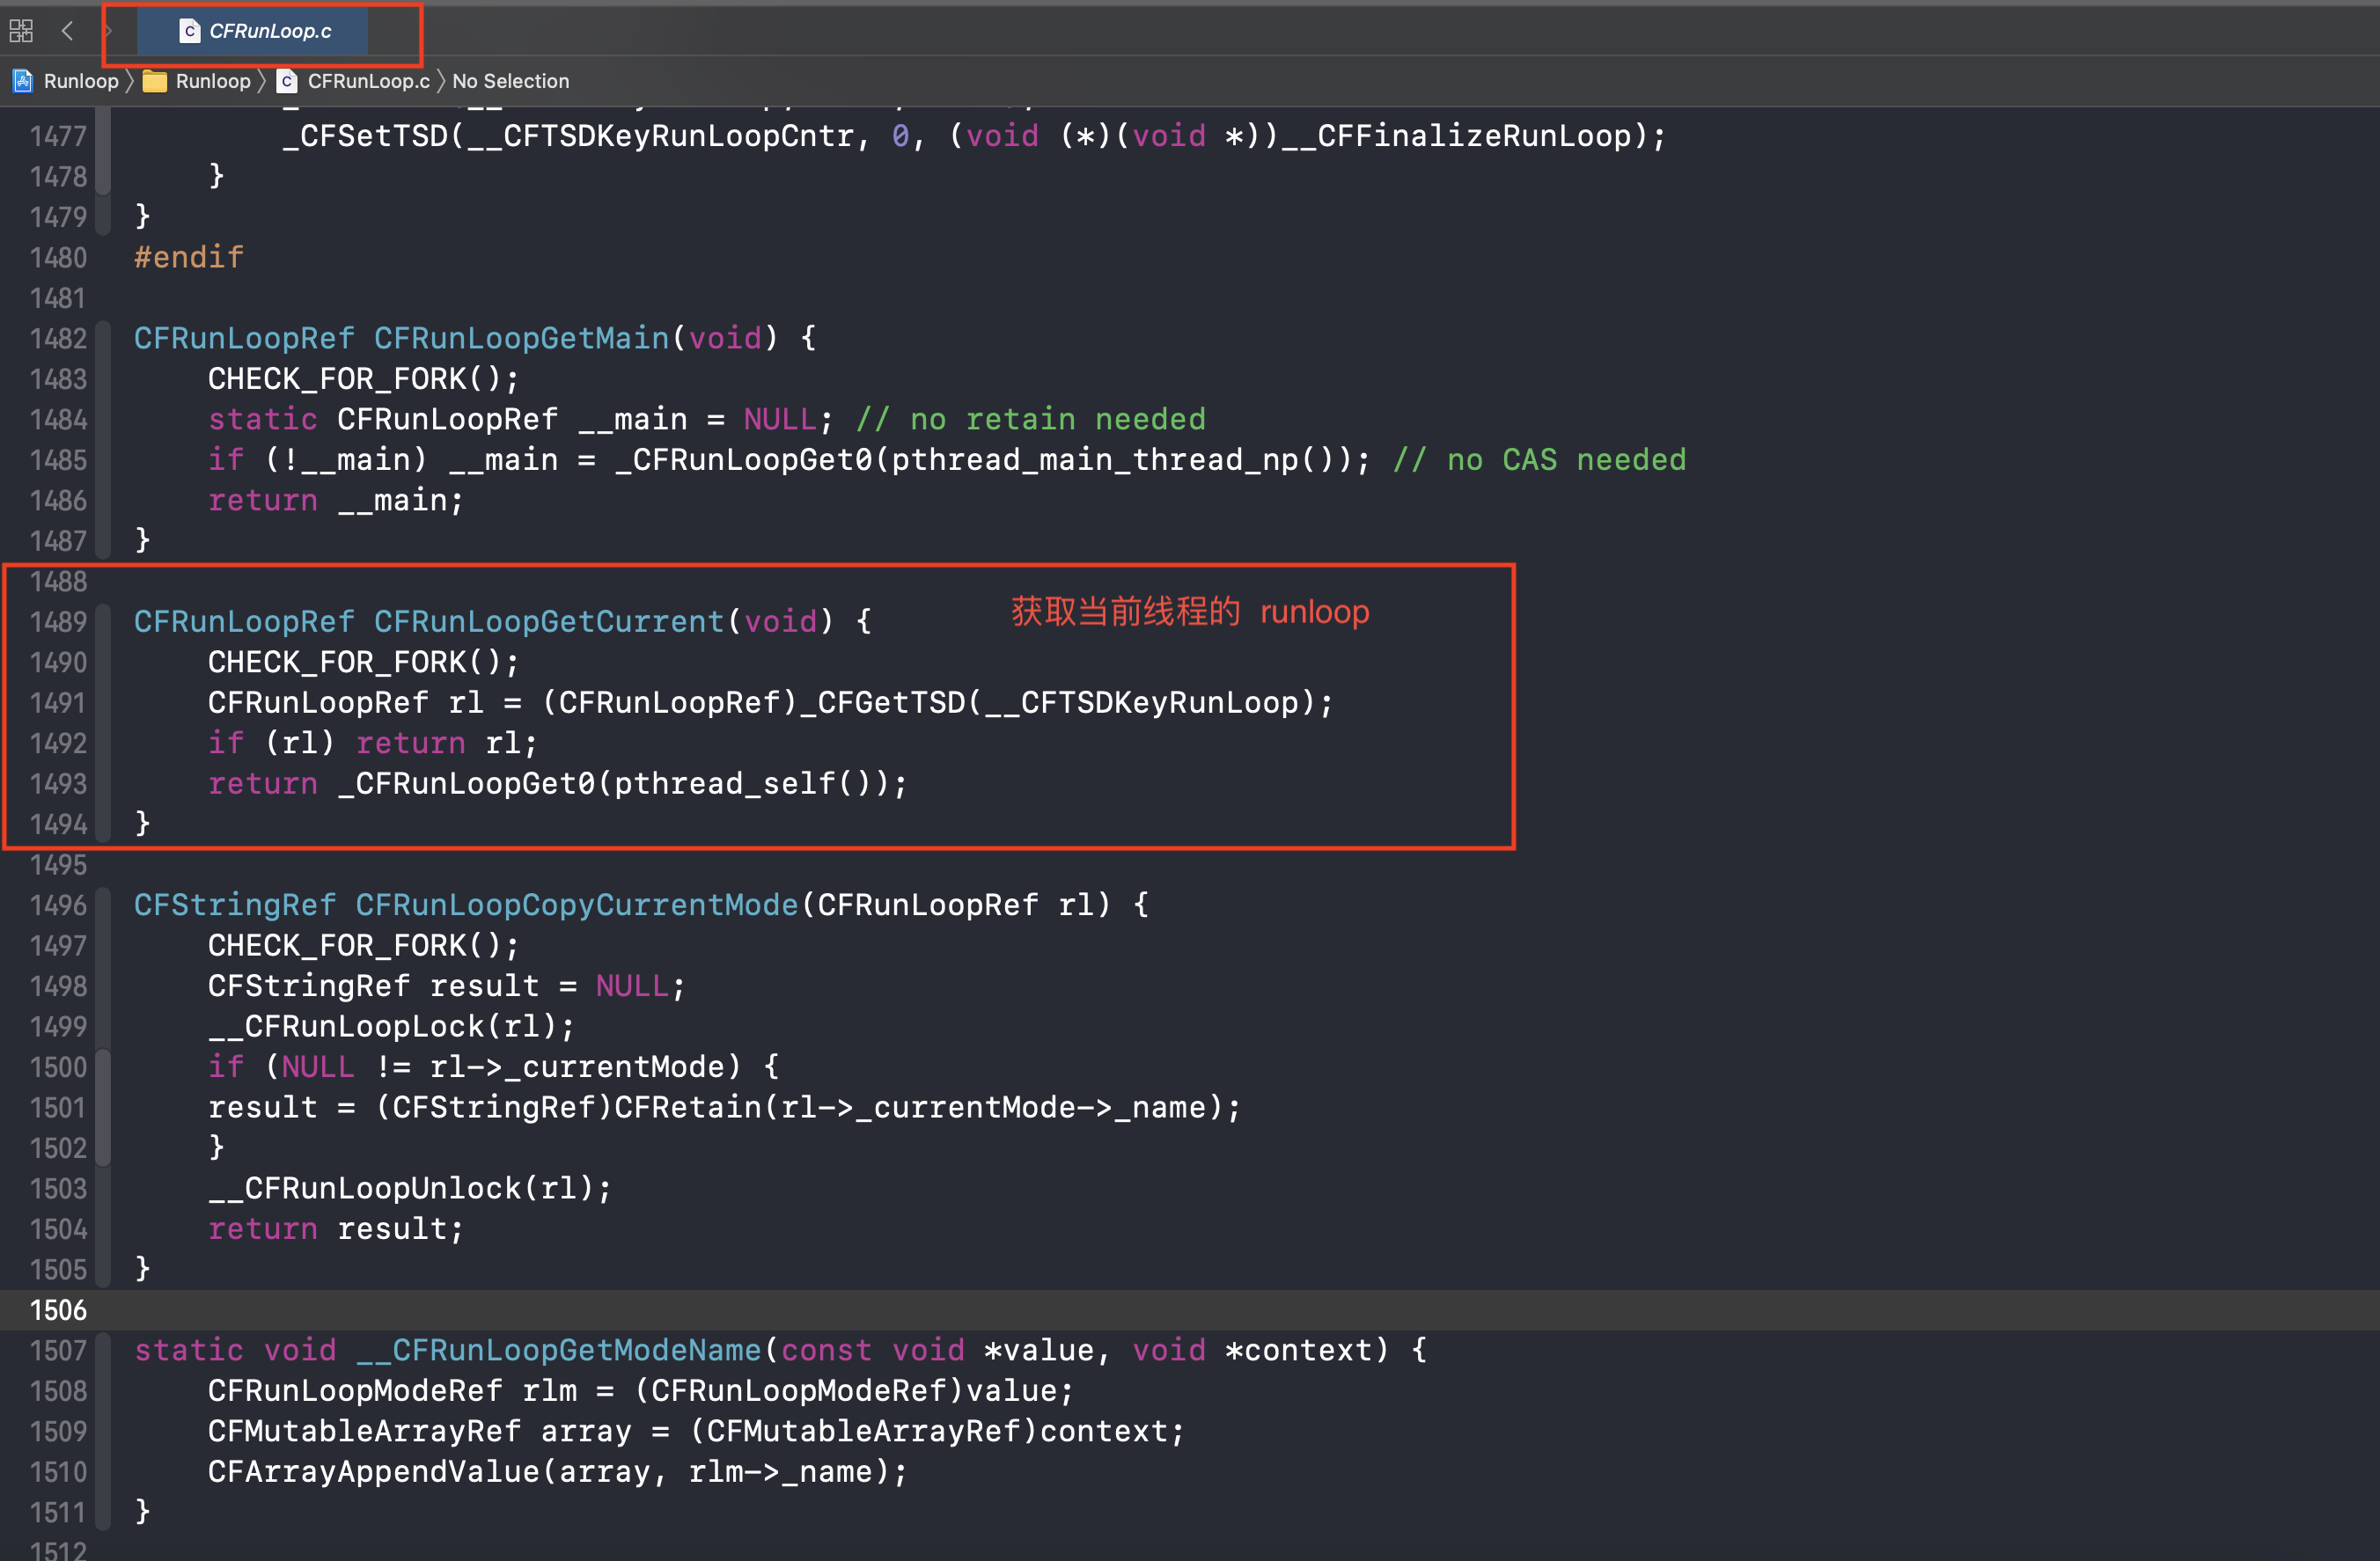 CFRunLoop.c
Runloop Runloop CFRunLoop.c No Selection
1477 _CFSetTSD(__CFTSDKeyRunLoopCntr, 0, (void (*)(void *))__CFFinalizeRunLoop);
1478 }
1479 }
1480 #endif
1481
1482 CFRunLoopRef CFRunLoopGetMain(void) {
1483 CHECK_FOR_FORK();
1484 static CFRunLoopRef __main = NULL; // no retain needed
1485 if (!__main) __main = _CFRunLoopGet0(pthread_main_thread_np()); // no CAS needed
1486 return __main;
1487 }
1488
1489 CFRunLoopRef CFRunLoopGetCurrent(void) { 获取当前线程的 runloop
1490 CHECK_FOR_FORK();
1491 CFRunLoopRef rl = (CFRunLoopRef)_CFGetTSD(__CFTSDKeyRunLoop);
1492 if (rl) return rl;
1493 return _CFRunLoopGet0(pthread_self());
1494 }
1495
1496 CFStringRef CFRunLoopCopyCurrentMode(CFRunLoopRef rl) {
1497 CHECK_FOR_FORK();
1498 CFStringRef result = NULL;
1499 __CFRunLoopLock(rl);
1500 if (NULL != rl->_currentMode) {
1501 result = (CFStringRef)CFRetain(rl->_currentMode->_name);
1502 }
1503 __CFRunLoopUnlock(rl);
1504 return result;
1505 }
1506
1507 static void __CFRunLoopGetModeName(const void *value, void *context) {
1508 CFRunLoopModeRef rlm = (CFRunLoopModeRef)value;
1509 CFMutableArrayRef array = (CFMutableArrayRef)context;
1510 CFArrayAppendValue(array, rlm->_name);
1511 }
1512